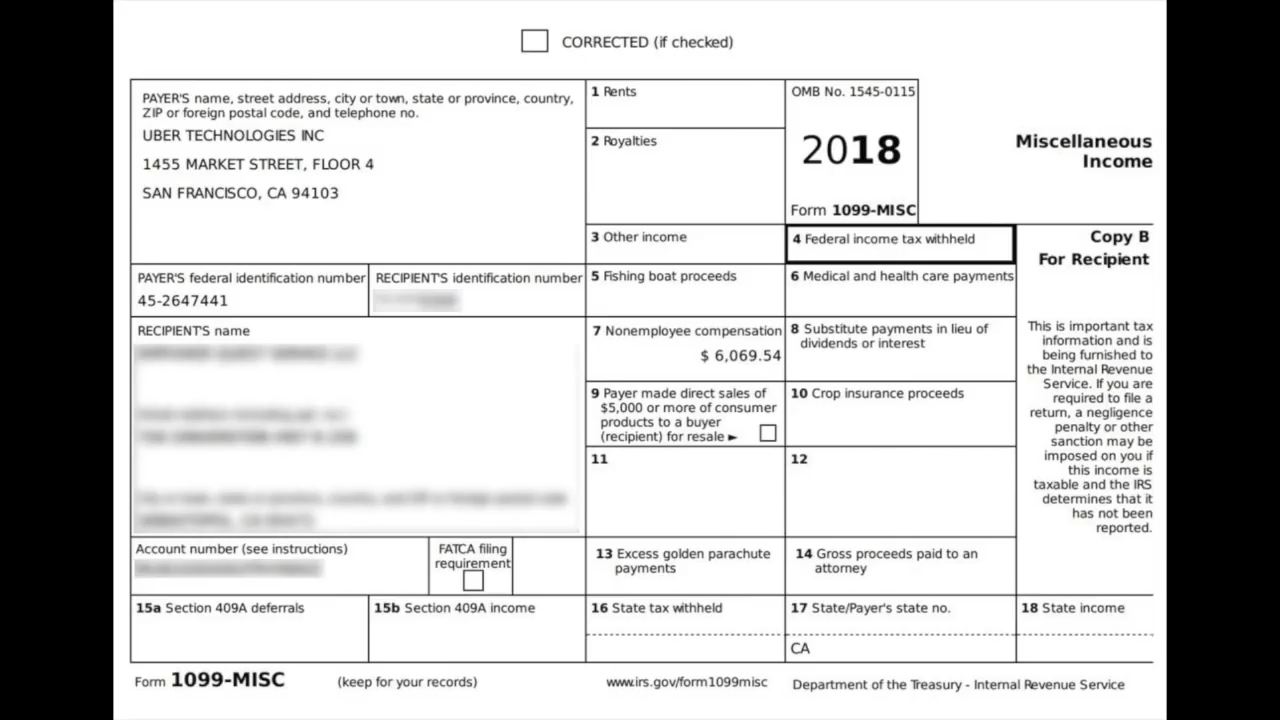 CORRECTED (if checked)
PAYER'S name, street address, city or town, state or province, country,
ZIP or foreign postal code, and telephone no.
UBER TECHNOLOGIES INC
1455 MARKET STREET, FLOOR 4
SAN FRANCISCO, CA 94103
1 Rents
2 Royalties
OMB No. 1545-0115
2018
Form 1099-MISC
Miscellaneous
Income
3 Other income
4 Federal income tax withheld
Copy B
For Recipient
PAYER'S federal identification number
45-2647441
RECIPIENT'S identification number
5 Fishing boat proceeds
6 Medical and health care payments
RECIPIENT'S name
7 Nonemployee compensation
$ 6,069.54
8 Substitute payments in lieu of
dividends or interest
This is important tax
information and is
being furnished to
the Internal Revenue
Service. If you are
required to file a
return, a negligence
penalty or other
sanction may be
imposed on you if
this income is
taxable and the IRS
determines that it
has not been
reported.
9 Payer made direct sales of
$5,000 or more of consumer
products to a buyer
(recipient) for resale ►
10 Crop insurance proceeds
11
12
Account number (see instructions)
FATCA filing
requirement
13 Excess golden parachute
payments
14 Gross proceeds paid to an
attorney
15a Section 409A deferrals
15b Section 409A income
16 State tax withheld
17 State/Payer's state no.
CA
18 State income
Form 1099-MISC
(keep for your records)
www.irs.gov/form1099misc
Department of the Treasury - Internal Revenue Service